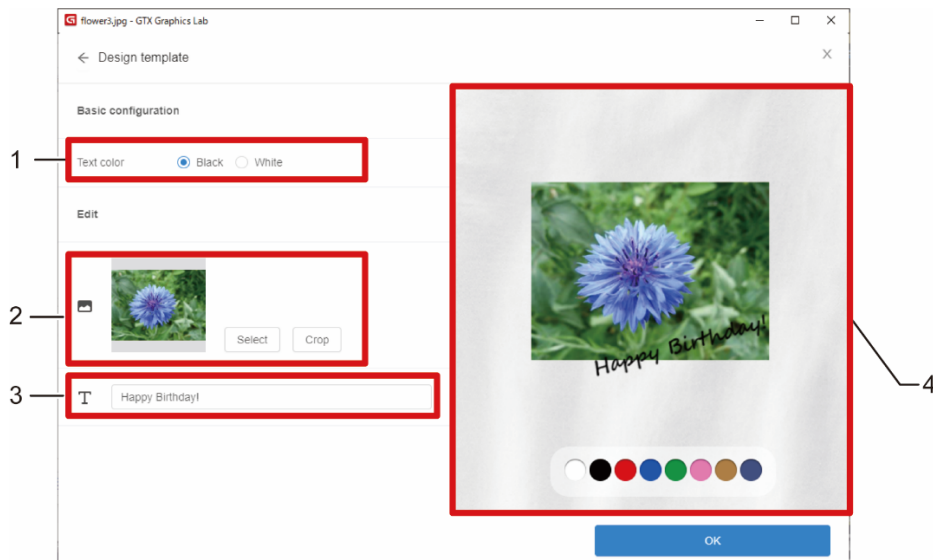 flower3.jpg - GTX Graphics Lab
Design template
Basic configuration
1
Text color Black White
Edit
2
Select Crop
3
Happy Birthday!
Happy Birthday!
4
OK